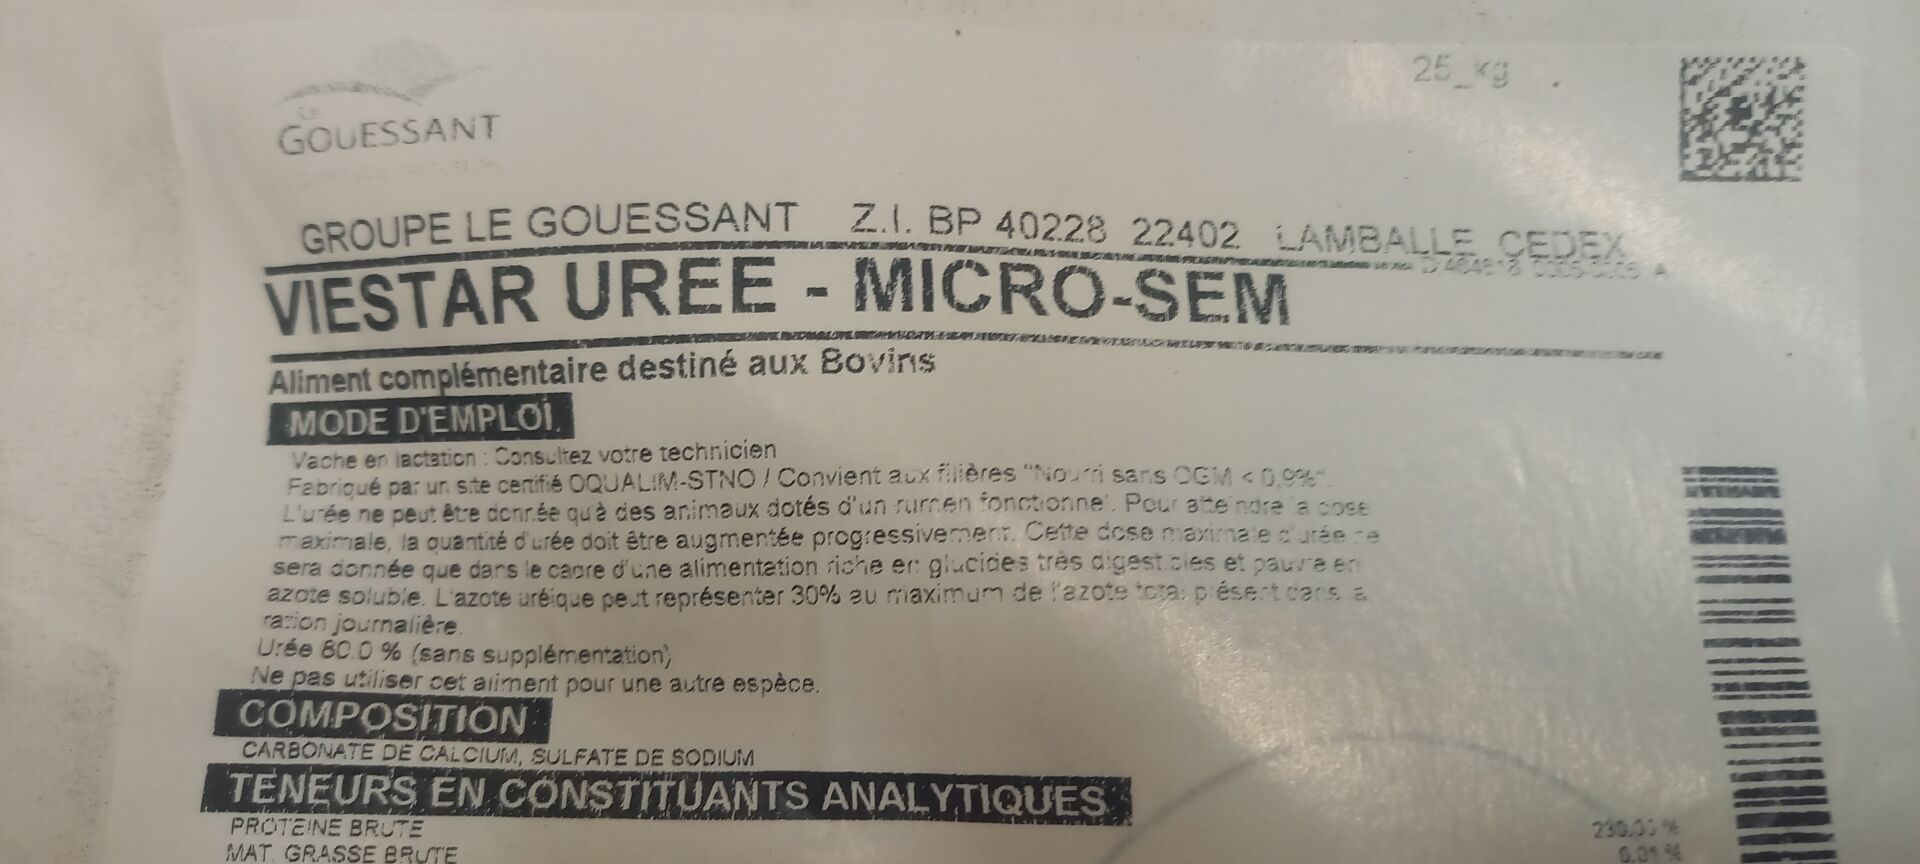 25 kg
Le
GOUESSANT
GROUPE LE GOUESSANT Z.I. BP 40228 22402 LAMBALLE CEDEX
VIESTAR UREE - MICRO-SEM
Aliment complémentaire destiné aux Bovins
MODE D'EMPLOI
Vache en lactation : Consultez votre technicien
Fabriqué par un site certifié OQUALIM-STNO / Convient aux filières "Nourri sans OGM < 0,9%".
L'urée ne peut être donnée qu'à des animaux dotés d'un rumen fonctionnel. Pour atteindre la dose
maximale, la quantité d'urée doit être augmentée progressivement. Cette dose maximale d'urée ne
sera donnée que dans le cadre d'une alimentation riche en glucides très digestibles et pauvre en
azote soluble. L'azote uréique peut représenter 30% au maximum de l'azote total présent dans la
ration journalière.
Urée 80.0 % (sans supplémentation)
Ne pas utiliser cet aliment pour une autre espèce.
COMPOSITION
CARBONATE DE CALCIUM, SULFATE DE SODIUM
TENEURS EN CONSTITUANTS ANALYTIQUES
PROTEINE BRUTE 230.00 %
MAT. GRASSE BRUTE 0.01 %